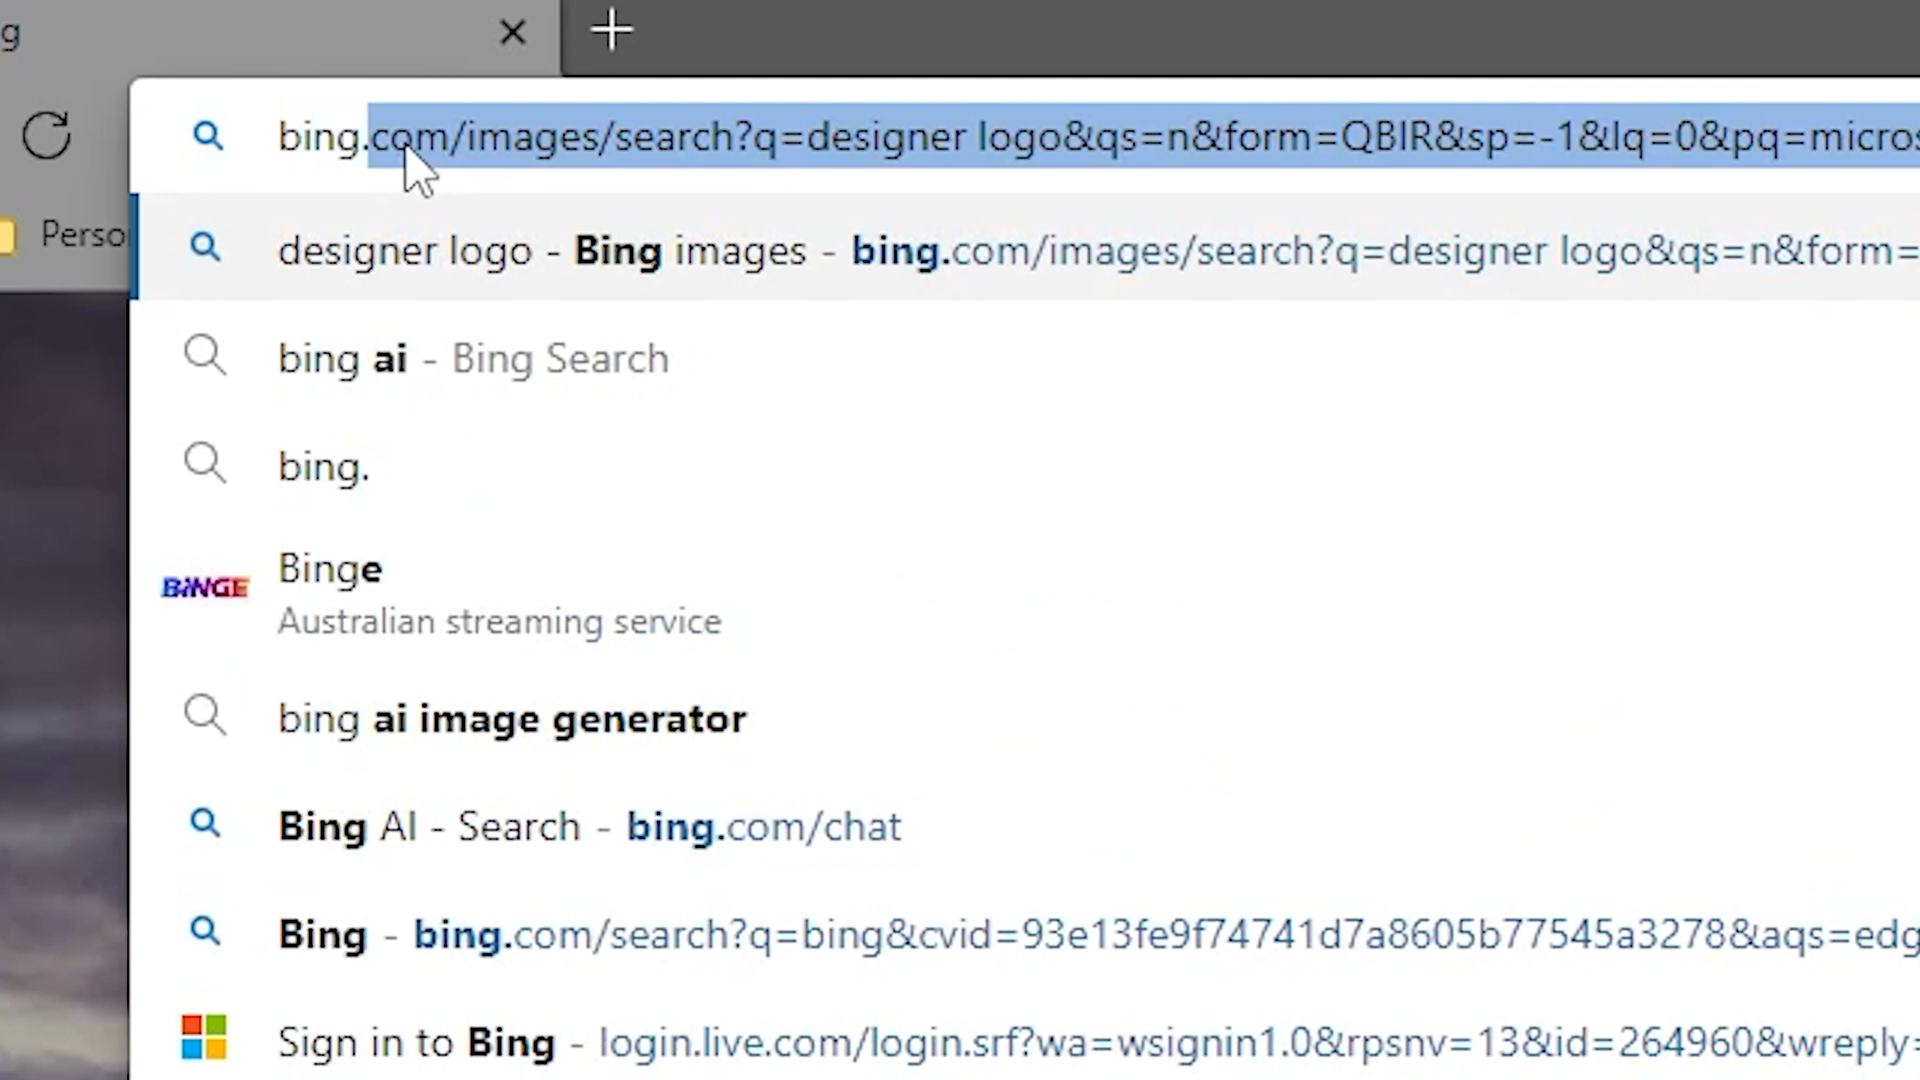 g
bing.com/images/search?q=designer logo&qs=n&form=QBIR&sp=-1&lq=0&pq=micros
Perso
designer logo - Bing images - bing.com/images/search?q=designer logo&qs=n&form=
bing ai - Bing Search
bing.
BINGE
Binge
Australian streaming service
bing ai image generator
Bing AI - Search - bing.com/chat
Bing - bing.com/search?q=bing&cvid=93e13fe9f74741d7a8605b77545a3278&aqs=edg
Sign in to Bing - login.live.com/login.srf?wa=wsignin1.0&rpsnv=13&id=264960&wreply=